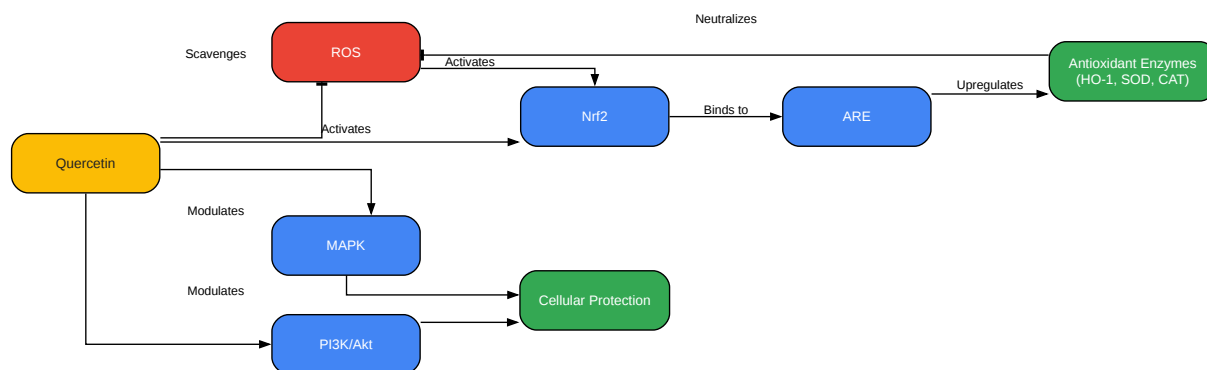 Neutralizes
Scavenges
ROS
Activates
Antioxidant Enzymes
(HO-1, SOD, CAT)
Upregulates
Nrf2
Binds to
ARE
Activates
Quercetin
Modulates
MAPK
Modulates
Cellular Protection
PI3K/Akt